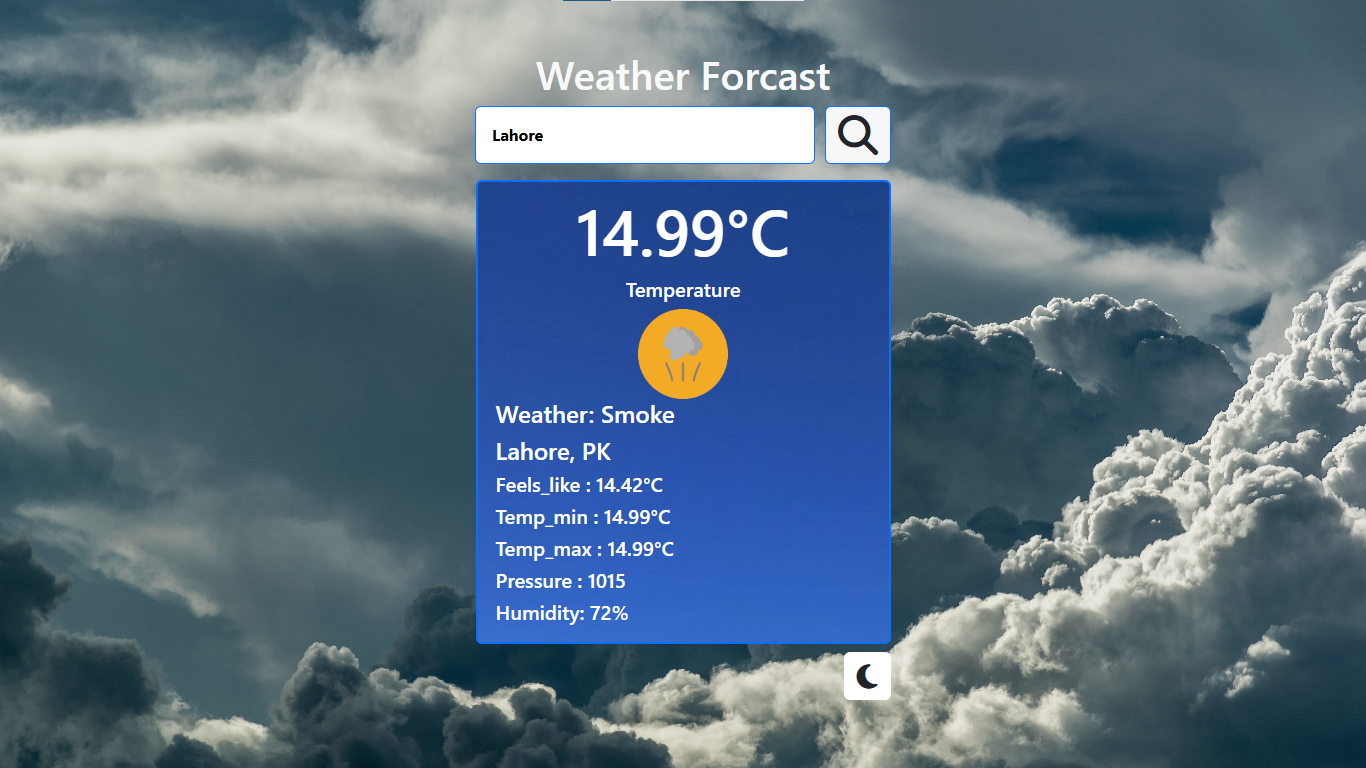 Weather Forcast
Lahore
14.99°C
Temperature
Weather: Smoke
Lahore, PK
Feels_like : 14.42°C
Temp_min : 14.99°C
Temp_max : 14.99°C
Pressure : 1015
Humidity: 72%